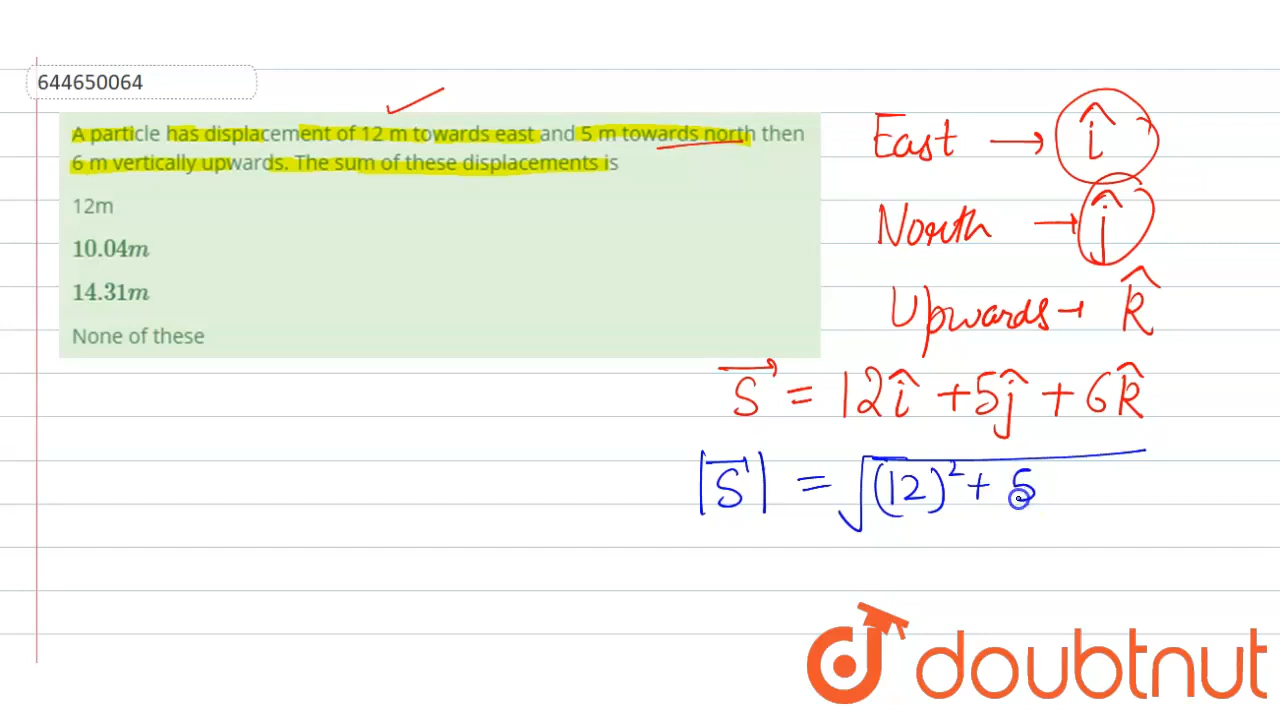 644650064
A particle has displacement of 12 m towards east and 5 m towards north then
6 m vertically upwards. The sum of these displacements is
12m
10.04m
14.31m
None of these
East → î
North → ĵ
Upwards → k̂
S⃗ = 12î + 5ĵ + 6k̂
|S⃗| = √(12)² + 5
doubtnut